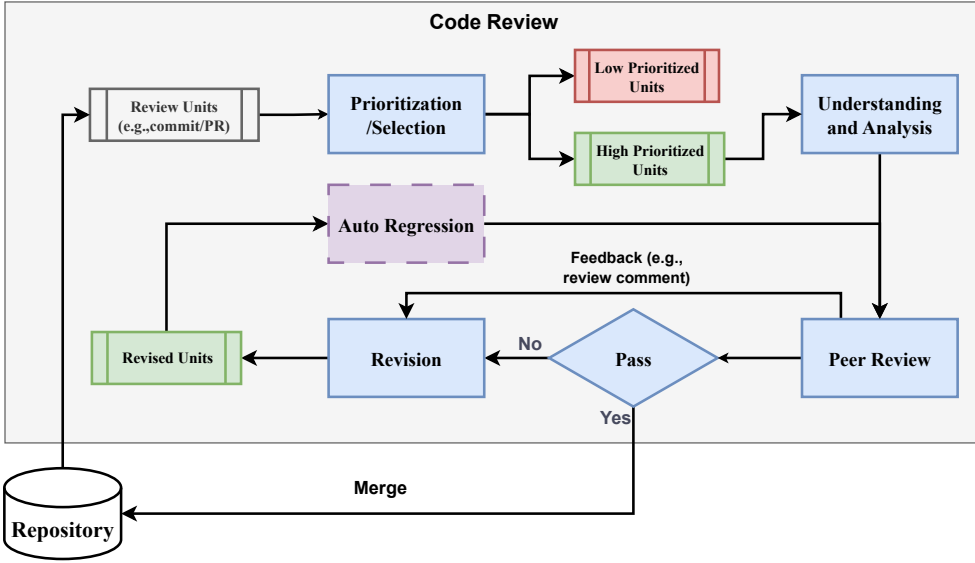 Code Review
Review Units
(e.g.,commit/PR)
Prioritization
/Selection
Low Prioritized
Units
High Prioritized
Units
Understanding
and Analysis
Auto Regression
Feedback (e.g.,
review comment)
Revised Units
Revision
No
Pass
Peer Review
Yes
Merge
Repository